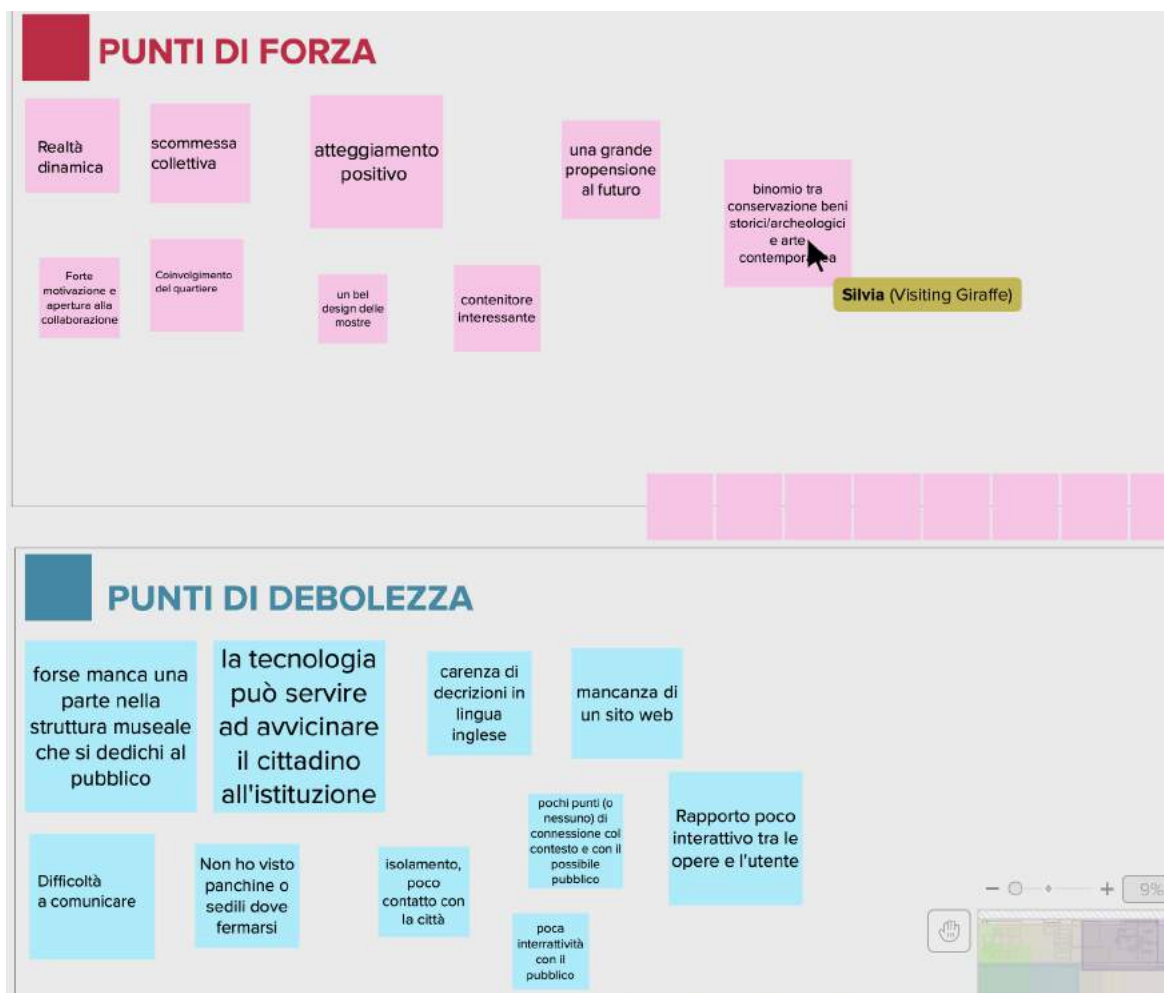 PUNTI DI FORZA
Realtà
dinamica
scommessa
collettiva
atteggiamento
positivo
una grande
propensione
al futuro
binomio tra
conservazione beni
storici/archeologici
e arte
contemporanea
Silvia (Visiting Giraffe)
Forte
motivazione e
apertura alla
collaborazione
Coinvolgimento
del quartiere
un bel
design delle
mostre
contenitore
interessante
PUNTI DI DEBOLEZZA
forse manca una
parte nella
struttura museale
che si dedichi al
pubblico
la tecnologia
può servire
ad avvicinare
il cittadino
all'istituzione
carenza di
decrizioni in
lingua
inglese
mancanza di
un sito web
pochi punti (o
nessuno) di
connessione col
contesto e con il
possibile
pubblico
Rapporto poco
interattivo tra le
opere e l'utente
Difficoltà
a comunicare
Non ho visto
panchine o
sedili dove
fermarsi
isolamento,
poco
contatto con
la città
poca
interrattività
con il
pubblico
9%